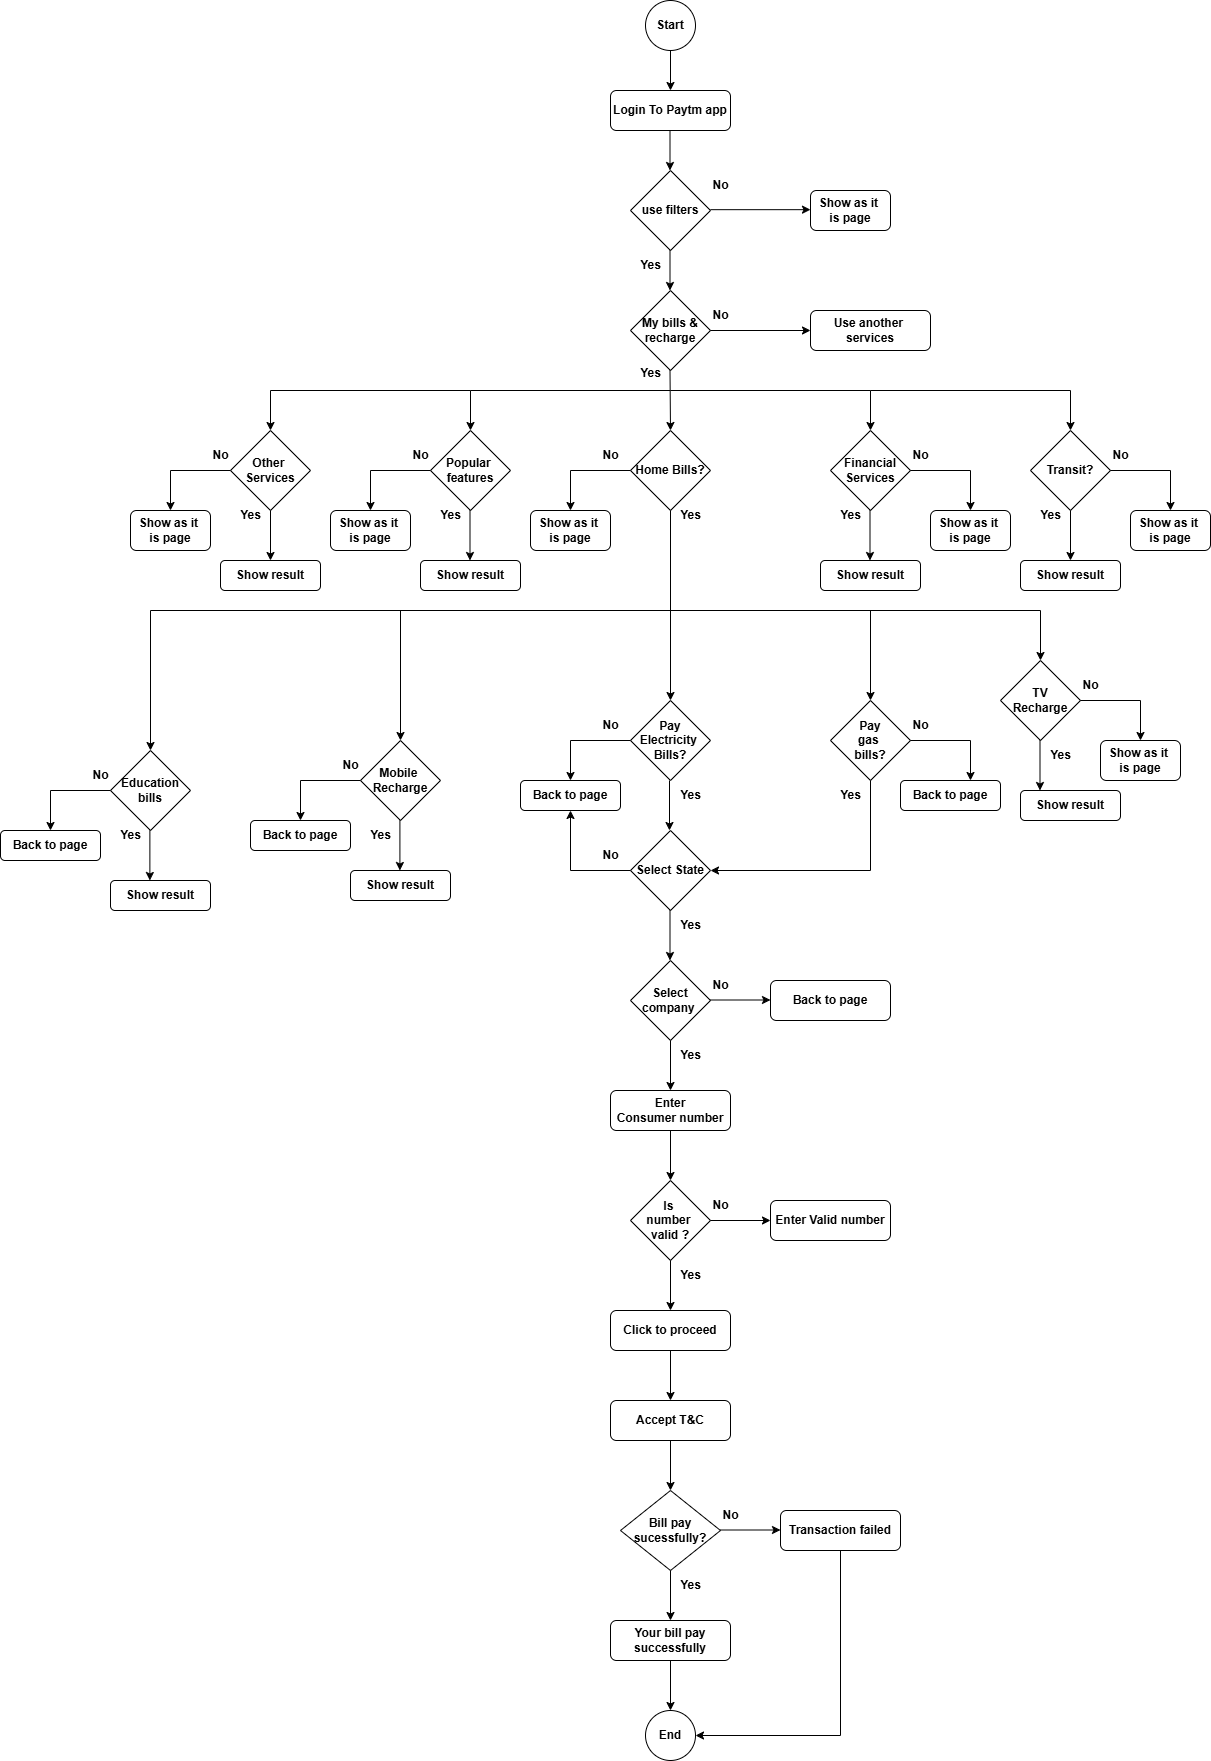 Start
Login To Paytm app
use filters
No
Show as it
is page
Yes
My bills &
recharge
No
Use another
services
Yes
No
Other
Services
Show as it
is page
Yes
Show result
No
Popular
features
Show as it
is page
Yes
Show result
No
Home Bills?
Show as it
is page
Yes
Financial
Services
No
Show as it
is page
Yes
Show result
Transit?
No
Show as it
is page
Yes
Show result
No
Education
bills
Back to page
Yes
Show result
No
Mobile
Recharge
Back to page
Yes
Show result
No
Pay
Electricity
Bills?
Back to page
Yes
Pay
gas
bills?
No
Back to page
Yes
TV
Recharge
No
Show as it
is page
Yes
Show result
No
Select State
Yes
Select
company
No
Back to page
Yes
Enter
Consumer number
Is
number
valid ?
No
Enter Valid number
Yes
Click to proceed
Accept T&C
Bill pay
sucessfully?
No
Transaction failed
Yes
Your bill pay
successfully
End